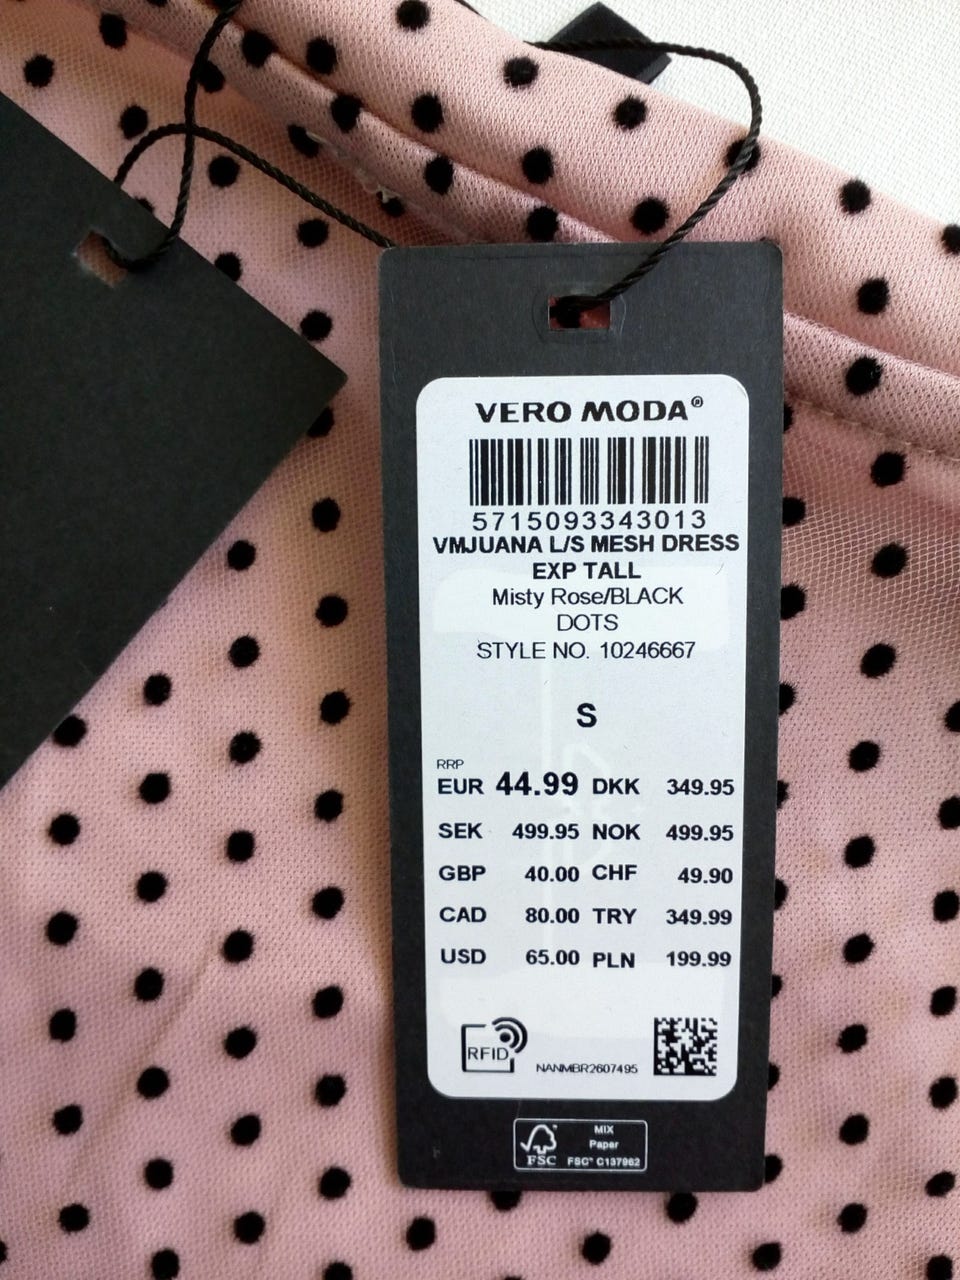 VERO MODA®
5715093343013
VMJUANA L/S MESH DRESS
EXP TALL
Misty Rose/BLACK
DOTS
STYLE NO. 10246667
S
RRP
EUR 44.99 DKK 349.95
SEK 499.95 NOK 499.95
GBP 40.00 CHF 49.90
CAD 80.00 TRY 349.99
USD 65.00 PLN 199.99
RFID
NANMBR2607495
FSC™
MIX
Paper
FSC® C137962